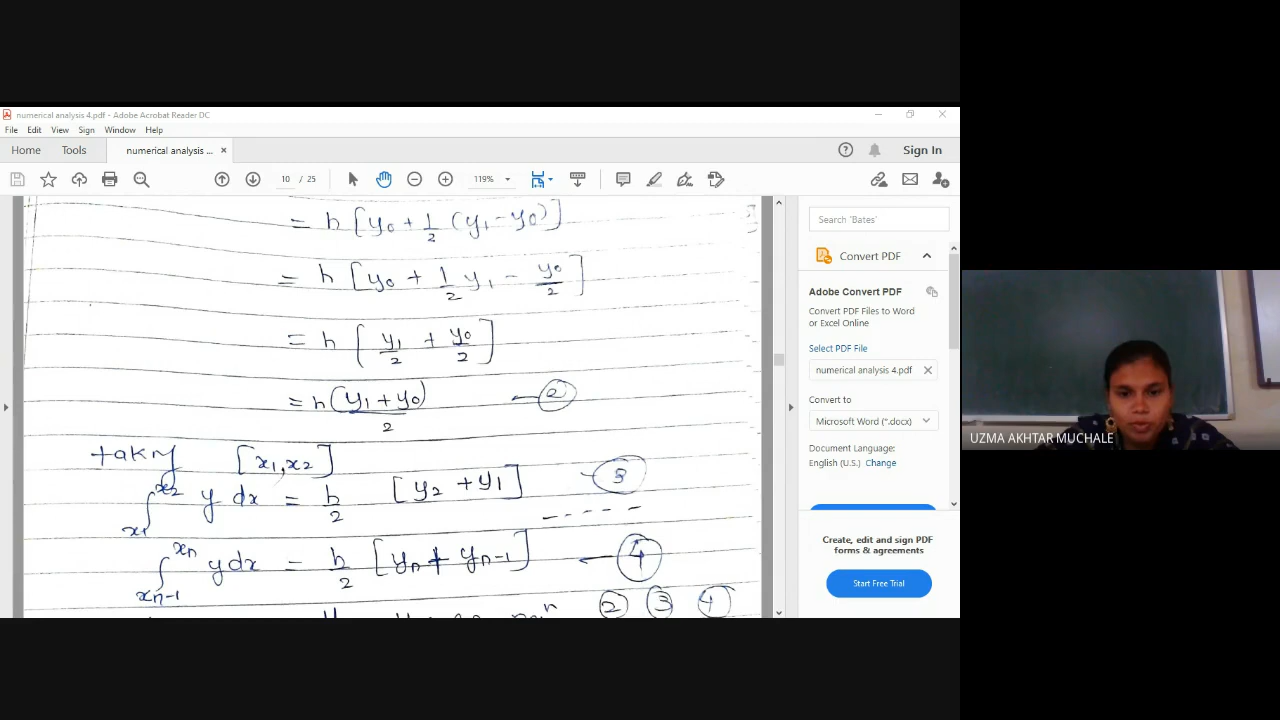 numerical analysis 4.pdf - Adobe Acrobat Reader DC
File Edit View Sign Window Help
Home Tools numerical analysis ... × Sign In
10 / 25 119%
= h [y₀ + 1/2 (y₁ - y₀)]
= h [y₀ + 1/2 y₁ - y₀/2]
= h [y₁/2 + y₀/2]
= h (y₁ + y₀)/2 — ②
[x₁, x₂]
∫_{x₁}^{x₂} y dx = h/2 [y₂ + y₁] — ③
- - - - -
∫_{xn-1}^{xn} y dx = h/2 [yn + yn-1] ← ④
② ③ ④
Search 'Bates'
Convert PDF
Adobe Convert PDF
Convert PDF Files to Word
or Excel Online
Select PDF File
numerical analysis 4.pdf
Convert to
Microsoft Word (*.docx)
Document Language:
English (U.S.) Change
Create, edit and sign PDF
forms & agreements
Start Free Trial
UZMA AKHTAR MUCHALE